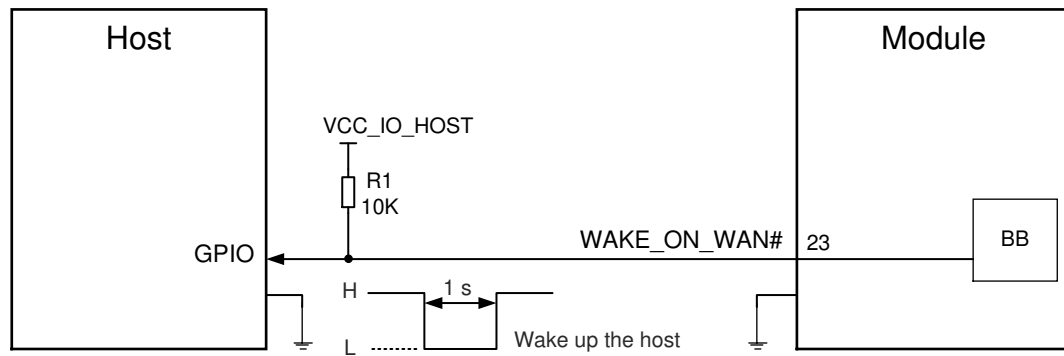 Host
Module
VCC_IO_HOST
R1
10K
GPIO
WAKE_ON_WAN#
23
BB
H
1 s
L
Wake up the host